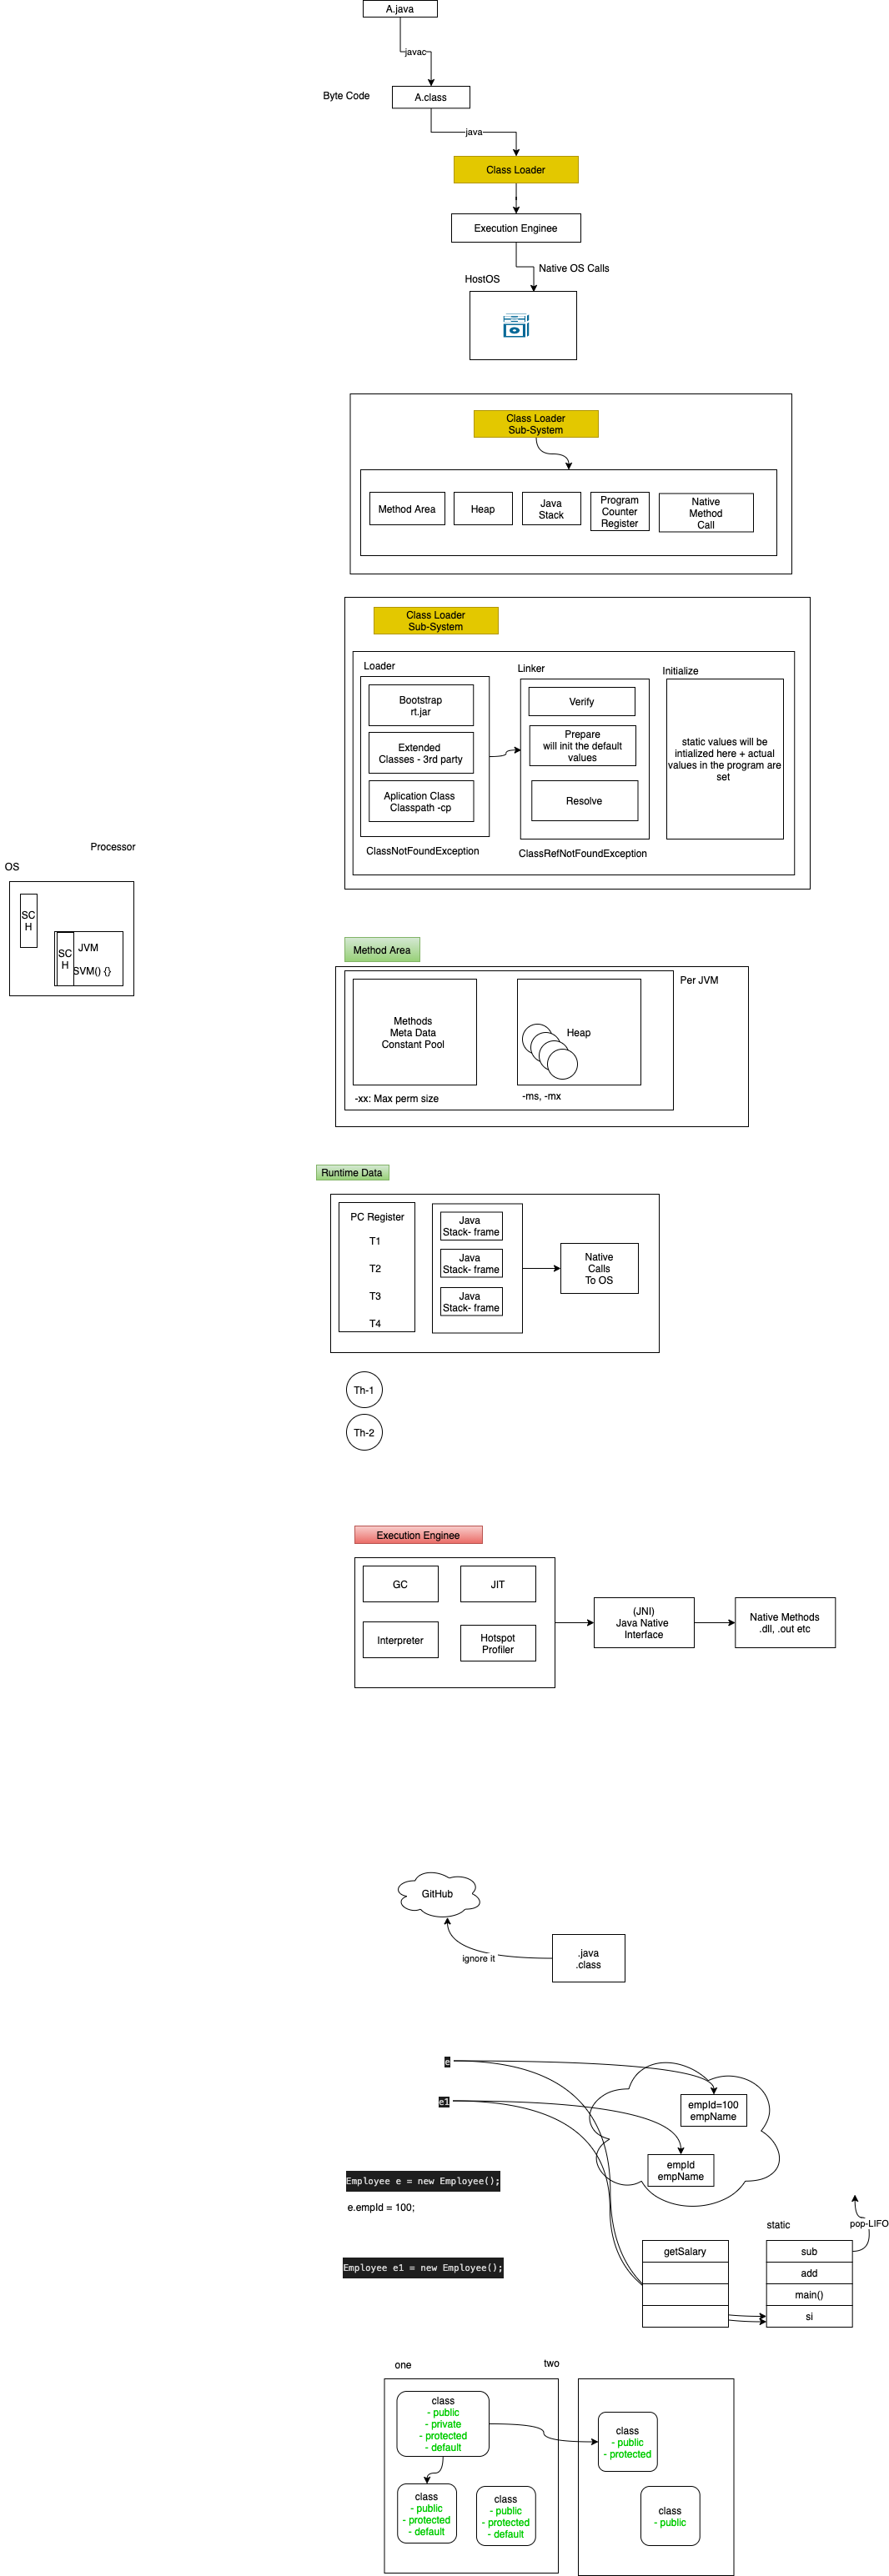 A.java
javac
Byte Code
A.class
java
Class Loader
Execution Enginee
Native OS Calls
HostOS
Class Loader
Sub-System
Method Area
Heap
Java
Stack
Program
Counter
Register
Native
Method
Call
Class Loader
Sub-System
Loader
Linker
Initialize
Bootstrap
rt.jar
Extended
Classes - 3rd party
Aplication Class
Classpath -cp
Verify
Prepare
will init the default
values
Resolve
static values will be
intialized here + actual
values in the program are
set
ClassNotFoundException
ClassRefNotFoundException
Processor
OS
SC
H
SC
H
JVM
SVM() {}
Method Area
Per JVM
Methods
Meta Data
Constant Pool
Heap
-xx: Max perm size
-ms, -mx
Runtime Data
PC Register
T1
T2
T3
T4
Java
Stack- frame
Java
Stack- frame
Java
Stack- frame
Native
Calls
To OS
Th-1
Th-2
Execution Enginee
GC
JIT
Interpreter
Hotspot
Profiler
(JNI)
Java Native
Interface
Native Methods
.dll, .out etc
GitHub
ignore it
.java
.class
e
e1
empId=100
empName
empId
empName
Employee e = new Employee();
e.empId = 100;
Employee e1 = new Employee();
static
pop-LIFO
getSalary
sub
add
main()
si
one
two
class
- public
- private
- protected
- default
class
- public
- protected
class
- public
- protected
- default
class
- public
- protected
- default
class
- public